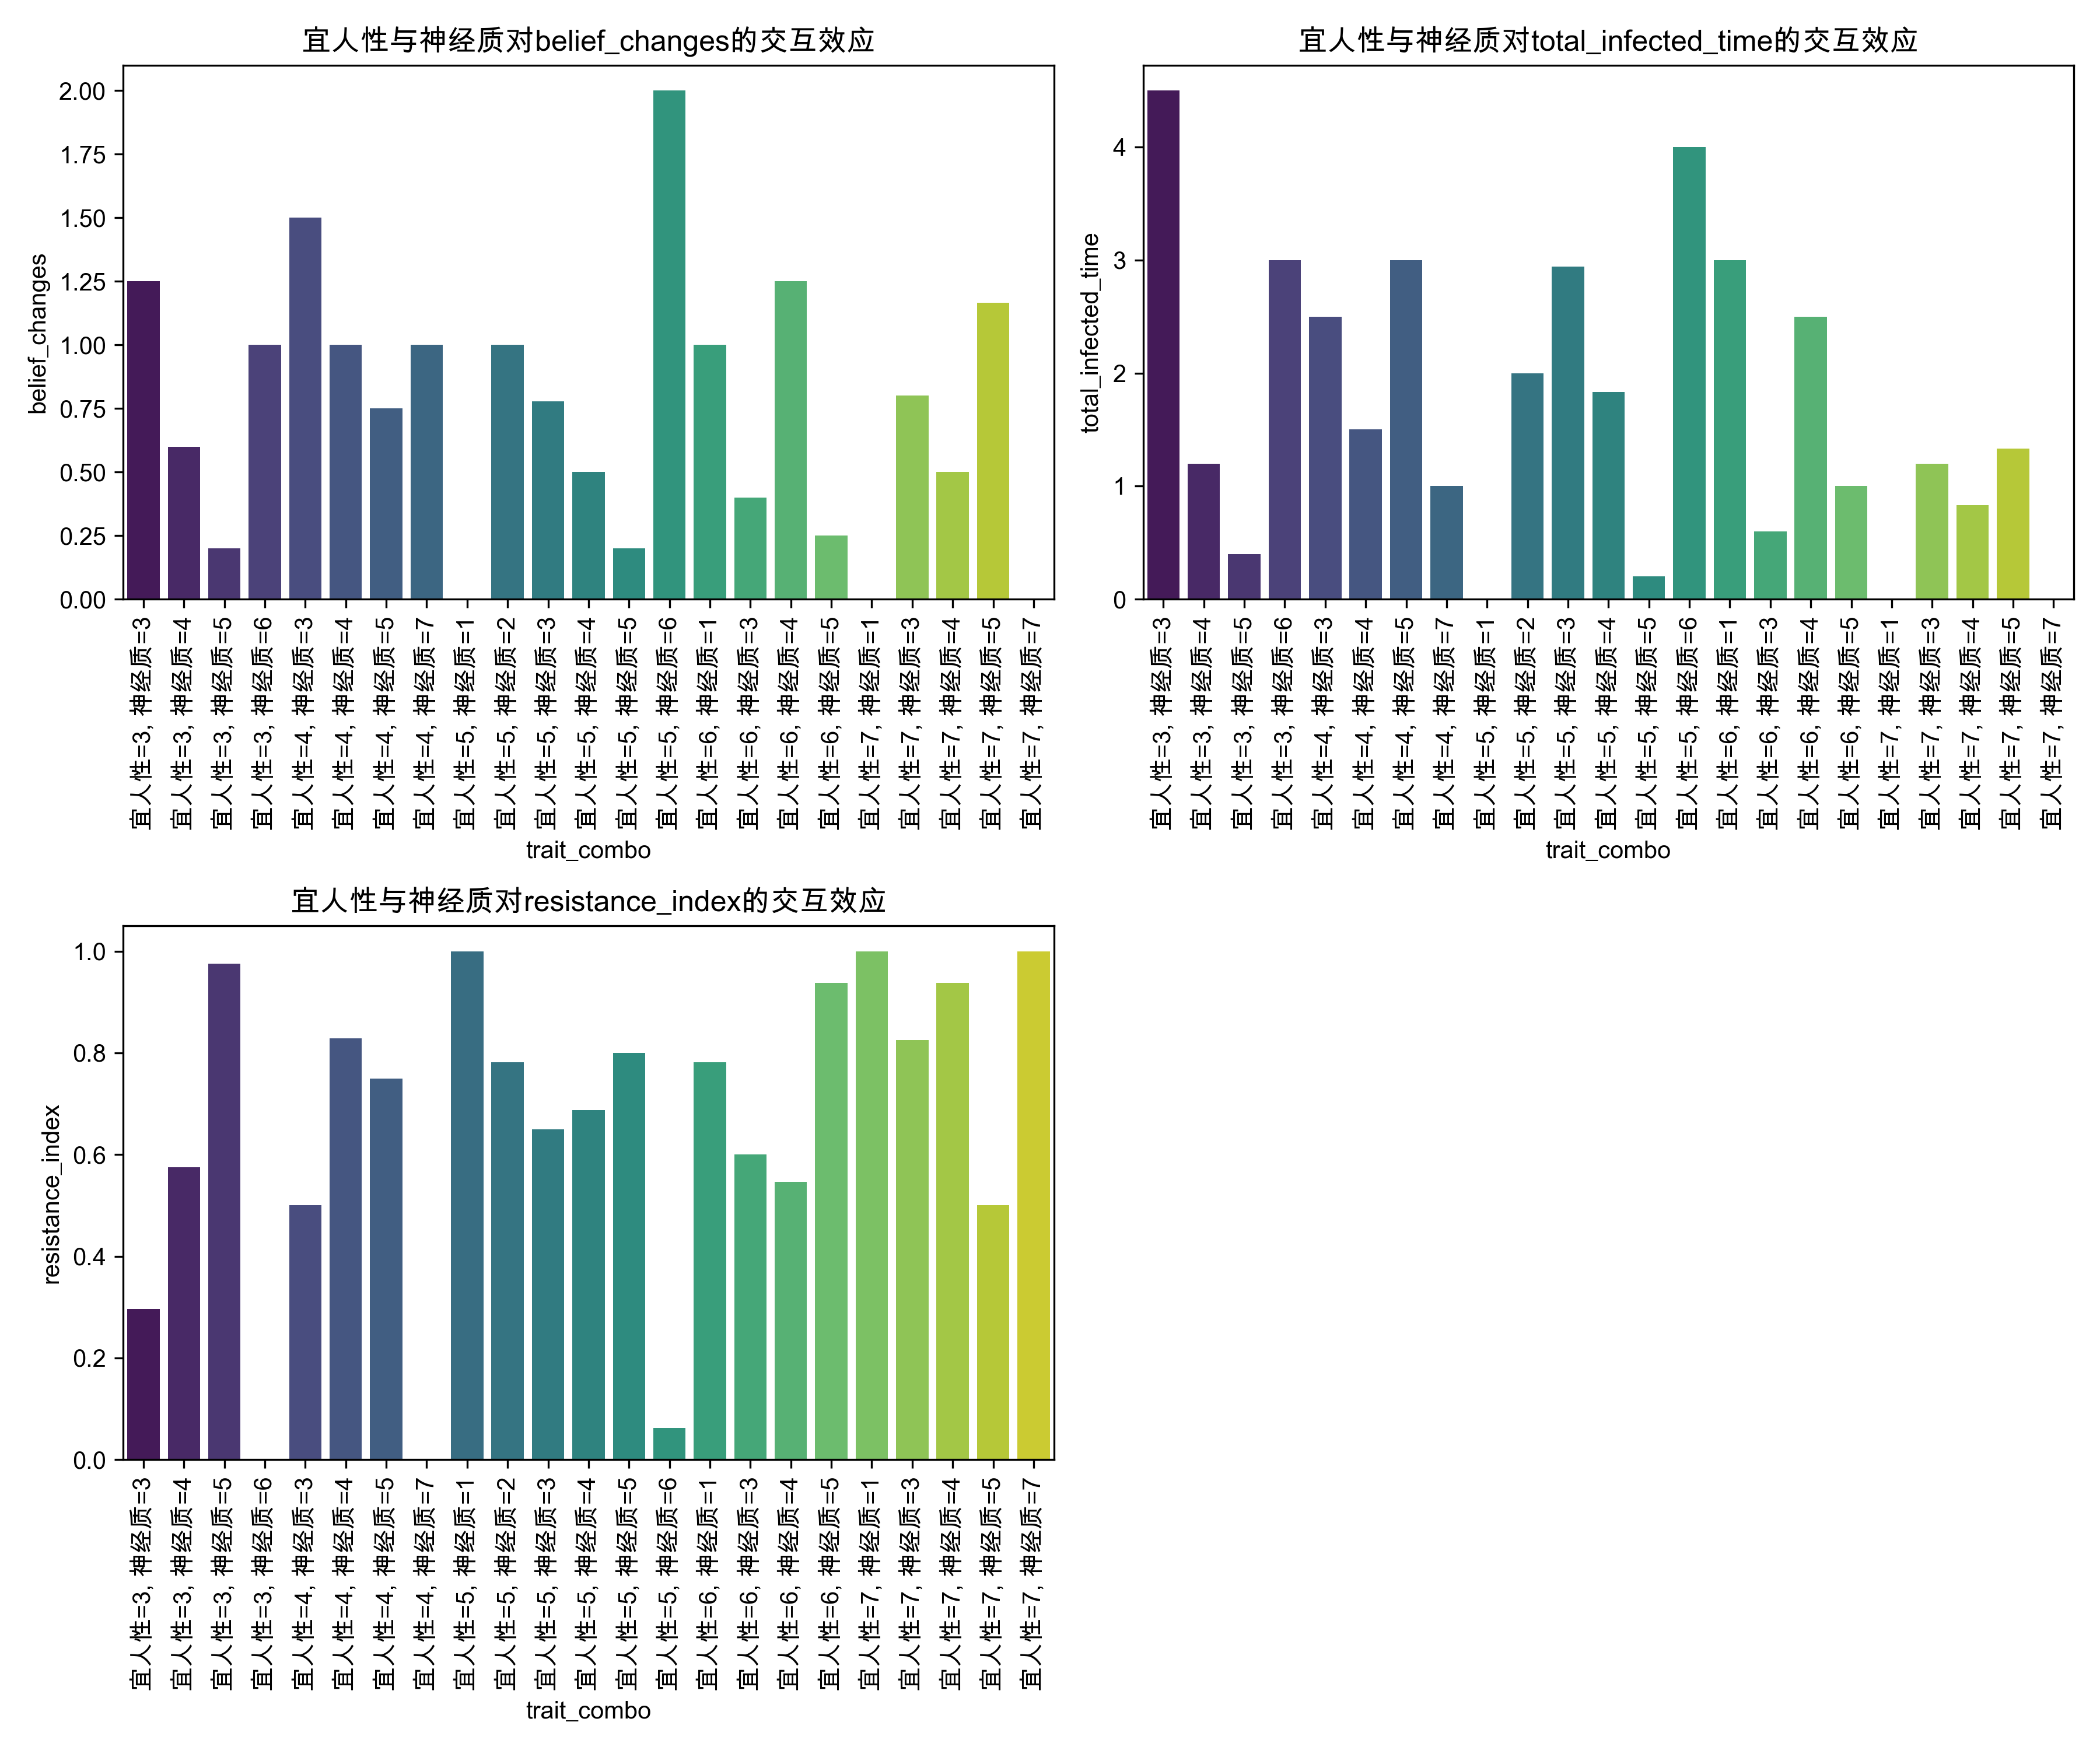 宜人性与神经质对belief_changes的交互效应
2.00
1.75
1.50
1.25
1.00
0.75
0.50
0.25
0.00
belief_changes
宜人性=3, 神经质=3
宜人性=3, 神经质=4
宜人性=3, 神经质=5
宜人性=3, 神经质=6
宜人性=4, 神经质=3
宜人性=4, 神经质=4
宜人性=4, 神经质=5
宜人性=4, 神经质=7
宜人性=5, 神经质=1
宜人性=5, 神经质=2
宜人性=5, 神经质=3
宜人性=5, 神经质=4
宜人性=5, 神经质=5
宜人性=5, 神经质=6
宜人性=6, 神经质=1
宜人性=6, 神经质=3
宜人性=6, 神经质=4
宜人性=6, 神经质=5
宜人性=7, 神经质=1
宜人性=7, 神经质=3
宜人性=7, 神经质=4
宜人性=7, 神经质=5
宜人性=7, 神经质=7
trait_combo
宜人性与神经质对total_infected_time的交互效应
4
3
2
1
0
total_infected_time
宜人性=3, 神经质=3
宜人性=3, 神经质=4
宜人性=3, 神经质=5
宜人性=3, 神经质=6
宜人性=4, 神经质=3
宜人性=4, 神经质=4
宜人性=4, 神经质=5
宜人性=4, 神经质=7
宜人性=5, 神经质=1
宜人性=5, 神经质=2
宜人性=5, 神经质=3
宜人性=5, 神经质=4
宜人性=5, 神经质=5
宜人性=5, 神经质=6
宜人性=6, 神经质=1
宜人性=6, 神经质=3
宜人性=6, 神经质=4
宜人性=6, 神经质=5
宜人性=7, 神经质=1
宜人性=7, 神经质=3
宜人性=7, 神经质=4
宜人性=7, 神经质=5
宜人性=7, 神经质=7
trait_combo
宜人性与神经质对resistance_index的交互效应
1.0
0.8
0.6
0.4
0.2
0.0
resistance_index
宜人性=3, 神经质=3
宜人性=3, 神经质=4
宜人性=3, 神经质=5
宜人性=3, 神经质=6
宜人性=4, 神经质=3
宜人性=4, 神经质=4
宜人性=4, 神经质=5
宜人性=4, 神经质=7
宜人性=5, 神经质=1
宜人性=5, 神经质=2
宜人性=5, 神经质=3
宜人性=5, 神经质=4
宜人性=5, 神经质=5
宜人性=5, 神经质=6
宜人性=6, 神经质=1
宜人性=6, 神经质=3
宜人性=6, 神经质=4
宜人性=6, 神经质=5
宜人性=7, 神经质=1
宜人性=7, 神经质=3
宜人性=7, 神经质=4
宜人性=7, 神经质=5
宜人性=7, 神经质=7
trait_combo